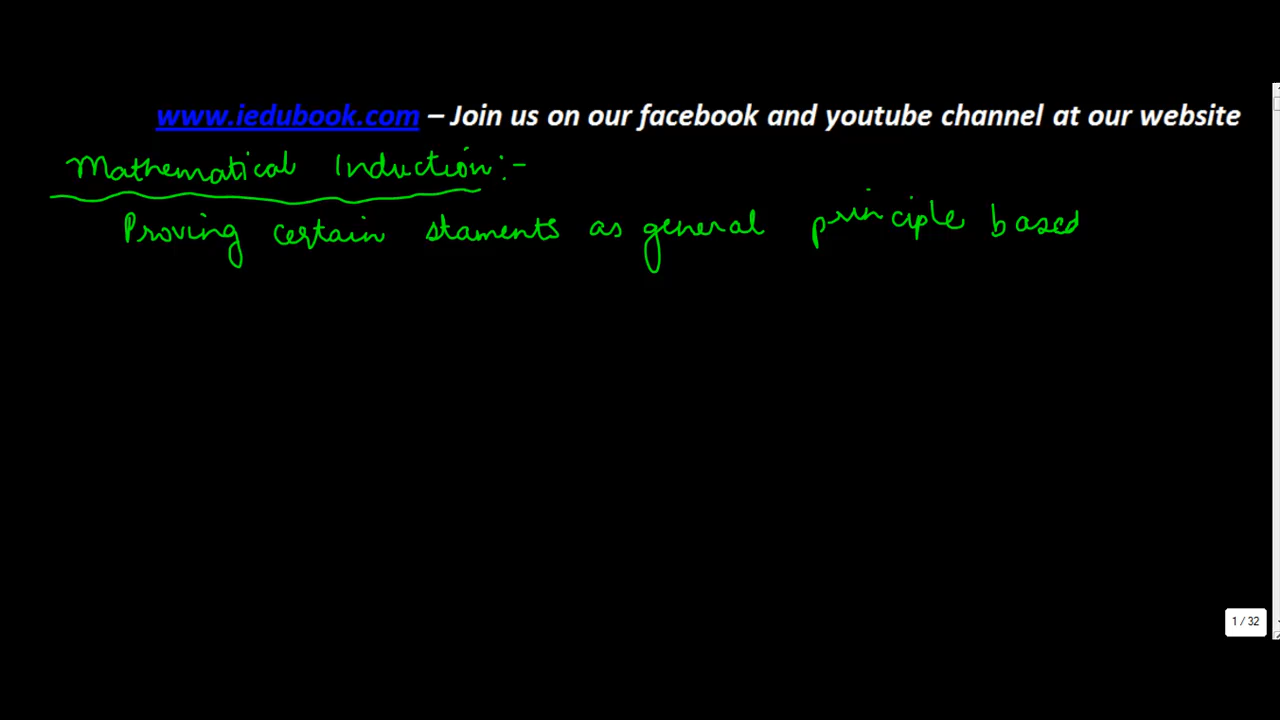 www.iedubook.com – Join us on our facebook and youtube channel at our website
Mathematical Induction:-
Proving certain staments as general principle based
1 / 32